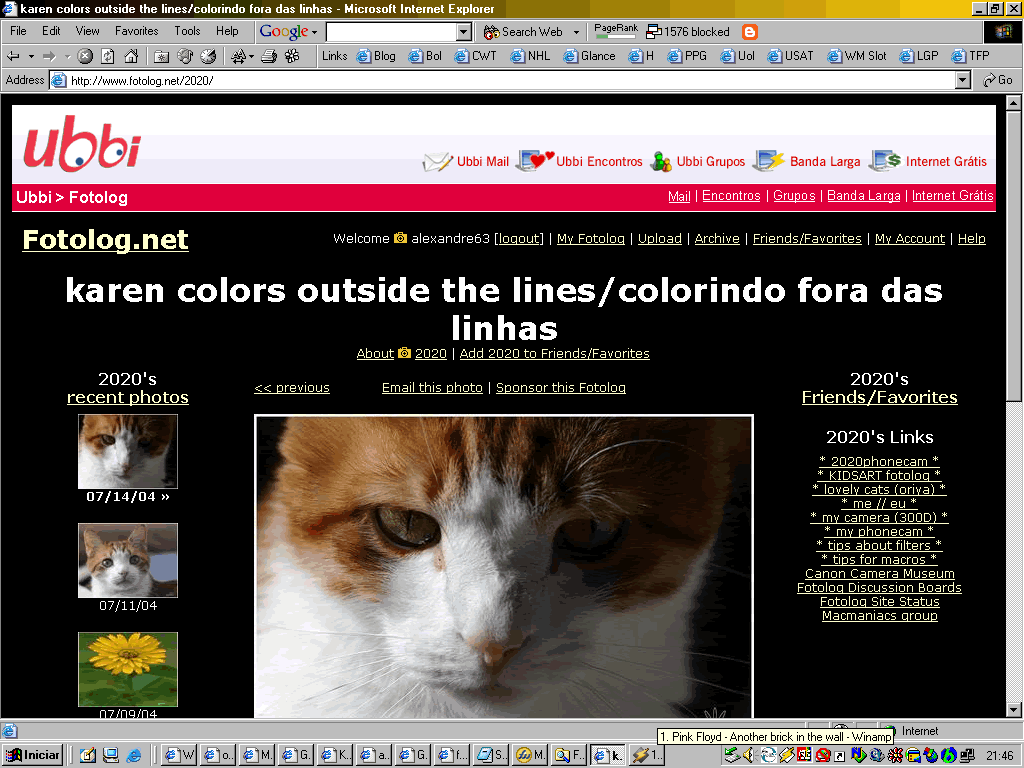 karen colors outside the lines/colorindo fora das linhas - Microsoft Internet Explorer
File Edit View Favorites Tools Help Google Search Web PageRank 1576 blocked
Links Blog Bol CWT NHL Glance H PPG Uol USAT WM Slot LGP TFP
Address http://www.fotolog.net/2020/ Go
ubbi
Ubbi Mail Ubbi Encontros Ubbi Grupos Banda Larga Internet Grátis
Ubbi > Fotolog Mail | Encontros | Grupos | Banda Larga | Internet Grátis
Fotolog.net Welcome alexandre63 [logout] | My Fotolog | Upload | Archive | Friends/Favorites | My Account | Help
karen colors outside the lines/colorindo fora das
linhas
About 2020 | Add 2020 to Friends/Favorites
2020's
recent photos
07/14/04 »
07/11/04
07/09/04
<< previous Email this photo | Sponsor this Fotolog
2020's
Friends/Favorites
2020's Links
* 2020phonecam *
* KIDSART fotolog *
* lovely cats (oriya) *
* me // eu *
* my camera (300D) *
* my phonecam *
* tips about filters *
* tips for macros *
Canon Camera Museum
Fotolog Discussion Boards
Fotolog Site Status
Macmaniacs group
Internet
1. Pink Floyd - Another brick in the wall - Winamp
Iniciar W o.. M.. G.. K.. a.. G.. f... S.. M.. F.. k. 1.. 21:46